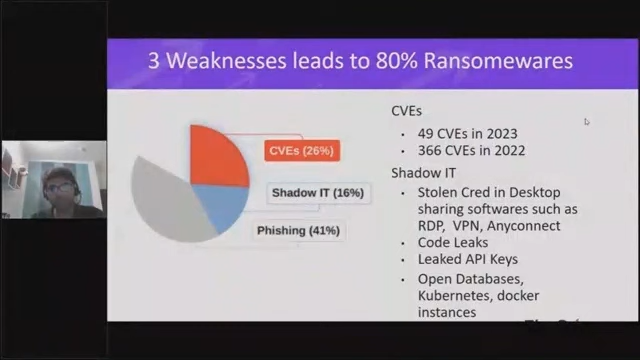 3 Weaknesses leads to 80% Ransomewares
CVEs (26%)
Shadow IT (16%)
Phishing (41%)
CVEs
• 49 CVEs in 2023
• 366 CVEs in 2022
Shadow IT
• Stolen Cred in Desktop
sharing softwares such as
RDP, VPN, Anyconnect
• Code Leaks
• Leaked API Keys
• Open Databases,
Kubernetes, docker
instances